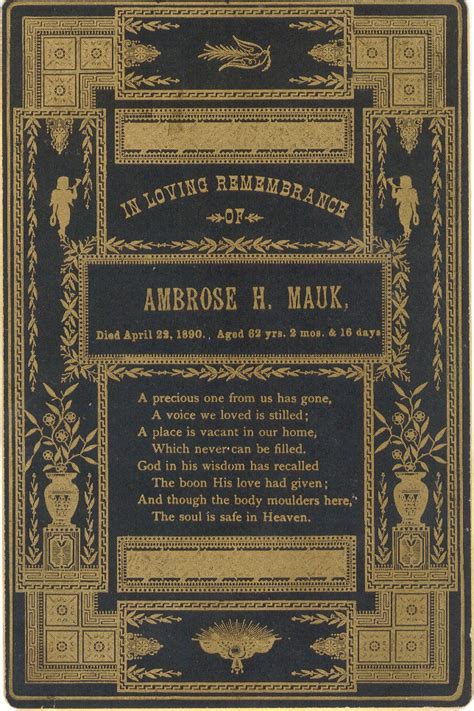 IN LOVING REMEMBRANCE
OF
AMBROSE H. MAUK,
Died April 22, 1890. Aged 62 yrs. 2 mos. & 16 days
A precious one from us has gone,
A voice we loved is stilled;
A place is vacant in our home,
Which never can be filled.
God in his wisdom has recalled
The boon His love had given;
And though the body moulders here,
The soul is safe in Heaven.